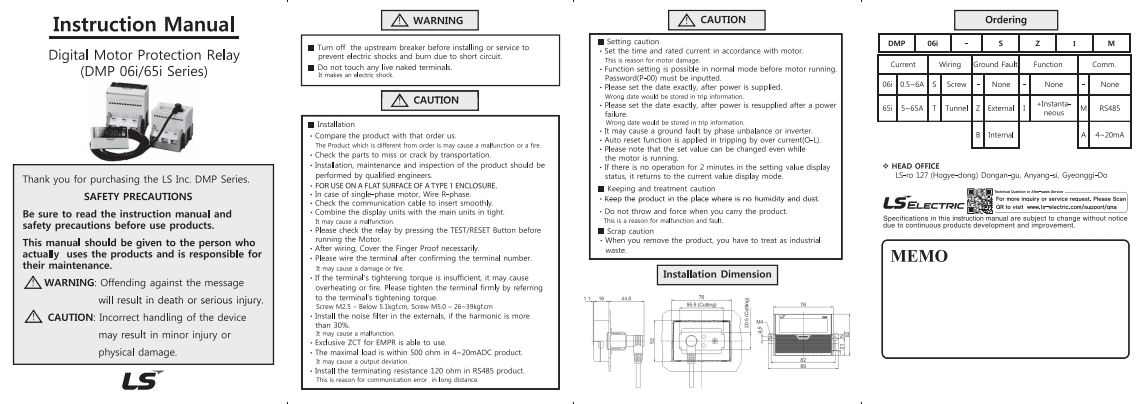 Instruction Manual
Digital Motor Protection Relay
(DMP 06i/65i Series)
Thank you for purchasing the LS Inc. DMP Series.
SAFETY PRECAUTIONS
Be sure to read the instruction manual and
safety precautions before use products.
This manual should be given to the person who
actually uses the products and is responsible for
their maintenance.
WARNING: Offending against the message
will result in death or serious injury.
CAUTION: Incorrect handling of the device
may result in minor injury or
physical damage.
LS
WARNING
■ Turn off the upstream breaker before installing or service to
prevent electric shocks and burn due to short circuit.
■ Do not touch any live naked terminals.
It makes an electric shock.
CAUTION
■ Installation
· Compare the product with that order us.
The Product which is different from order is may cause a malfunction or a fire.
· Check the parts to miss or crack by transportation.
· Installation, maintenance and inspection of the product should be
performed by qualified engineers.
· FOR USE ON A FLAT SURFACE OF A TYPE 1 ENCLOSURE.
· In case of single-phase motor, Wire R-phase.
· Check the communication cable to insert smoothly.
· Combine the display units with the main units in tight.
It may cause a malfunction.
· Please check the relay by pressing the TEST/RESET Button before
running the Motor.
· After wiring, Cover the Finger Proof necessarily.
· Please wire the terminal after confirming the terminal number.
It may cause a damage or fire.
· If the terminal's tightening torque is insufficient, it may cause
overheating or fire. Please tighten the terminal firmly by referring
to the terminal's tightening torque.
Screw M2.5 – Below 5.1kgf.cm, Screw M5.0 – 26~39kgf.cm
· Install the noise filter in the externals, if the harmonic is more
than 30%.
It may cause a malfunction.
· Exclusive ZCT for EMPR is able to use.
· The maximal load is within 500 ohm in 4~20mADC product.
It may cause a output deviation.
· Install the terminating resistance 120 ohm in RS485 product.
This is reason for communication error in long distance.
CAUTION
■ Setting caution
· Set the time and rated current in accordance with motor.
This is reason for motor damage.
· Function setting is possible in normal mode before motor running.
Password(P-00) must be inputted.
· Please set the date exactly, after power is supplied.
Wrong date would be stored in trip information.
· Please set the date exactly, after power is resupplied after a power
failure.
Wrong date would be stored in trip information.
· It may cause a ground fault by phase unbalance or inverter.
· Auto reset function is applied in tripping by over current(O-L).
· Please note that the set value can be changed even while
the motor is running.
· If there is no operation for 2 minutes in the setting value display
status, it returns to the current value display mode.
■ Keeping and treatment caution
· Keep the product in the place where is no humidity and dust.
· Do not throw and force when you carry the product.
This is a reason for malfunction and fault.
■ Scrap caution
· When you remove the product, you have to treat as industrial
waste.
Installation Dimension
1.1 19 44.6
76
55.5 (Cutting)
20.5 (Cutting)
52
76
M4
4.5
82
89
Ordering
DMP 06i - S Z I M
Current Wiring Ground Fault Function Comm.
06i 0.5~6A S Screw - None - None - None
65i 5~65A T Tunnel Z External I +Instanta-
neous M RS485
B Internal A 4~20mA
❖ HEAD OFFICE
LS-ro 127 (Hogye-dong) Dongan-gu, Anyang-si, Gyeonggi-Do
LS ELECTRIC
Technical Question or After-sales Service
For more inquiry or service request, Please Scan
QR to visit www.ls-electric.com/support/qna
Specifications in this instruction manual are subject to change without notice
due to continuous products development and improvement.
MEMO